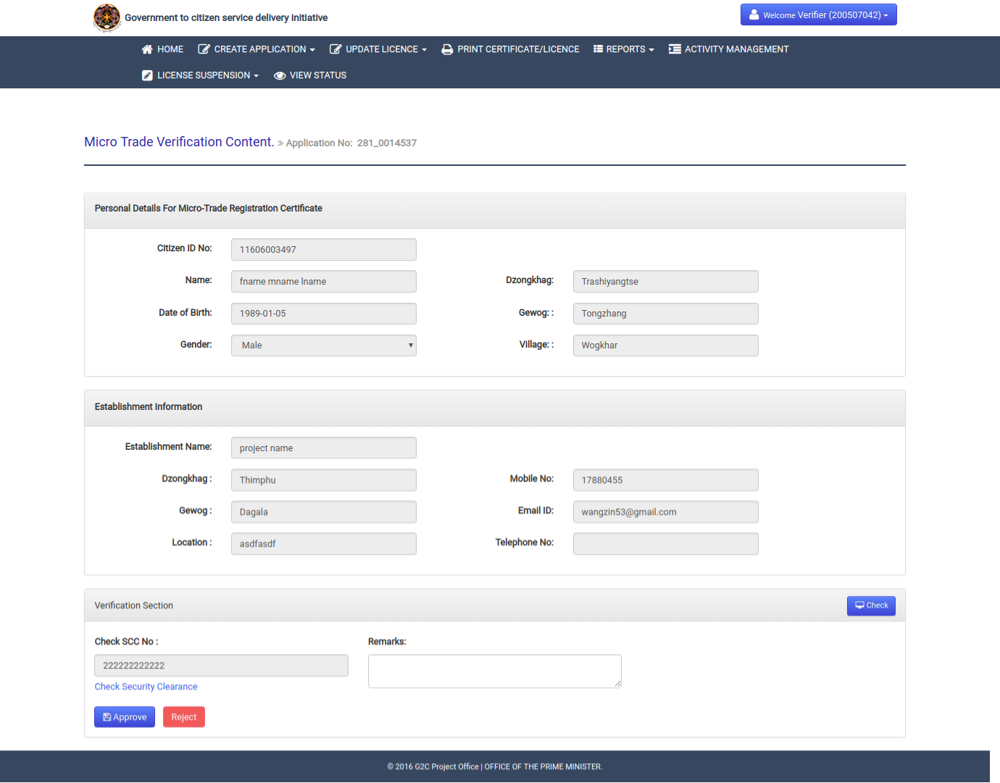 Government to citizen service delivery initiative
Welcome Verifier (200507042)
HOME CREATE APPLICATION UPDATE LICENCE PRINT CERTIFICATE/LICENCE REPORTS ACTIVITY MANAGEMENT
LICENSE SUSPENSION VIEW STATUS
Micro Trade Verification Content. » Application No: 281_0014537
Personal Details For Micro-Trade Registration Certificate
Citizen ID No: 11606003497
Name: fname mname lname Dzongkhag: Trashiyangtse
Date of Birth: 1989-01-05 Gewog: : Tongzhang
Gender: Male Village: : Wogkhar
Establishment Information
Establishment Name: project name
Dzongkhag : Thimphu Mobile No: 17880455
Gewog : Dagala Email ID: wangzin53@gmail.com
Location : asdfasdf Telephone No:
Verification Section Check
Check SCC No : Remarks:
222222222222
Check Security Clearance
Approve Reject
© 2016 G2C Project Office | OFFICE OF THE PRIME MINISTER.